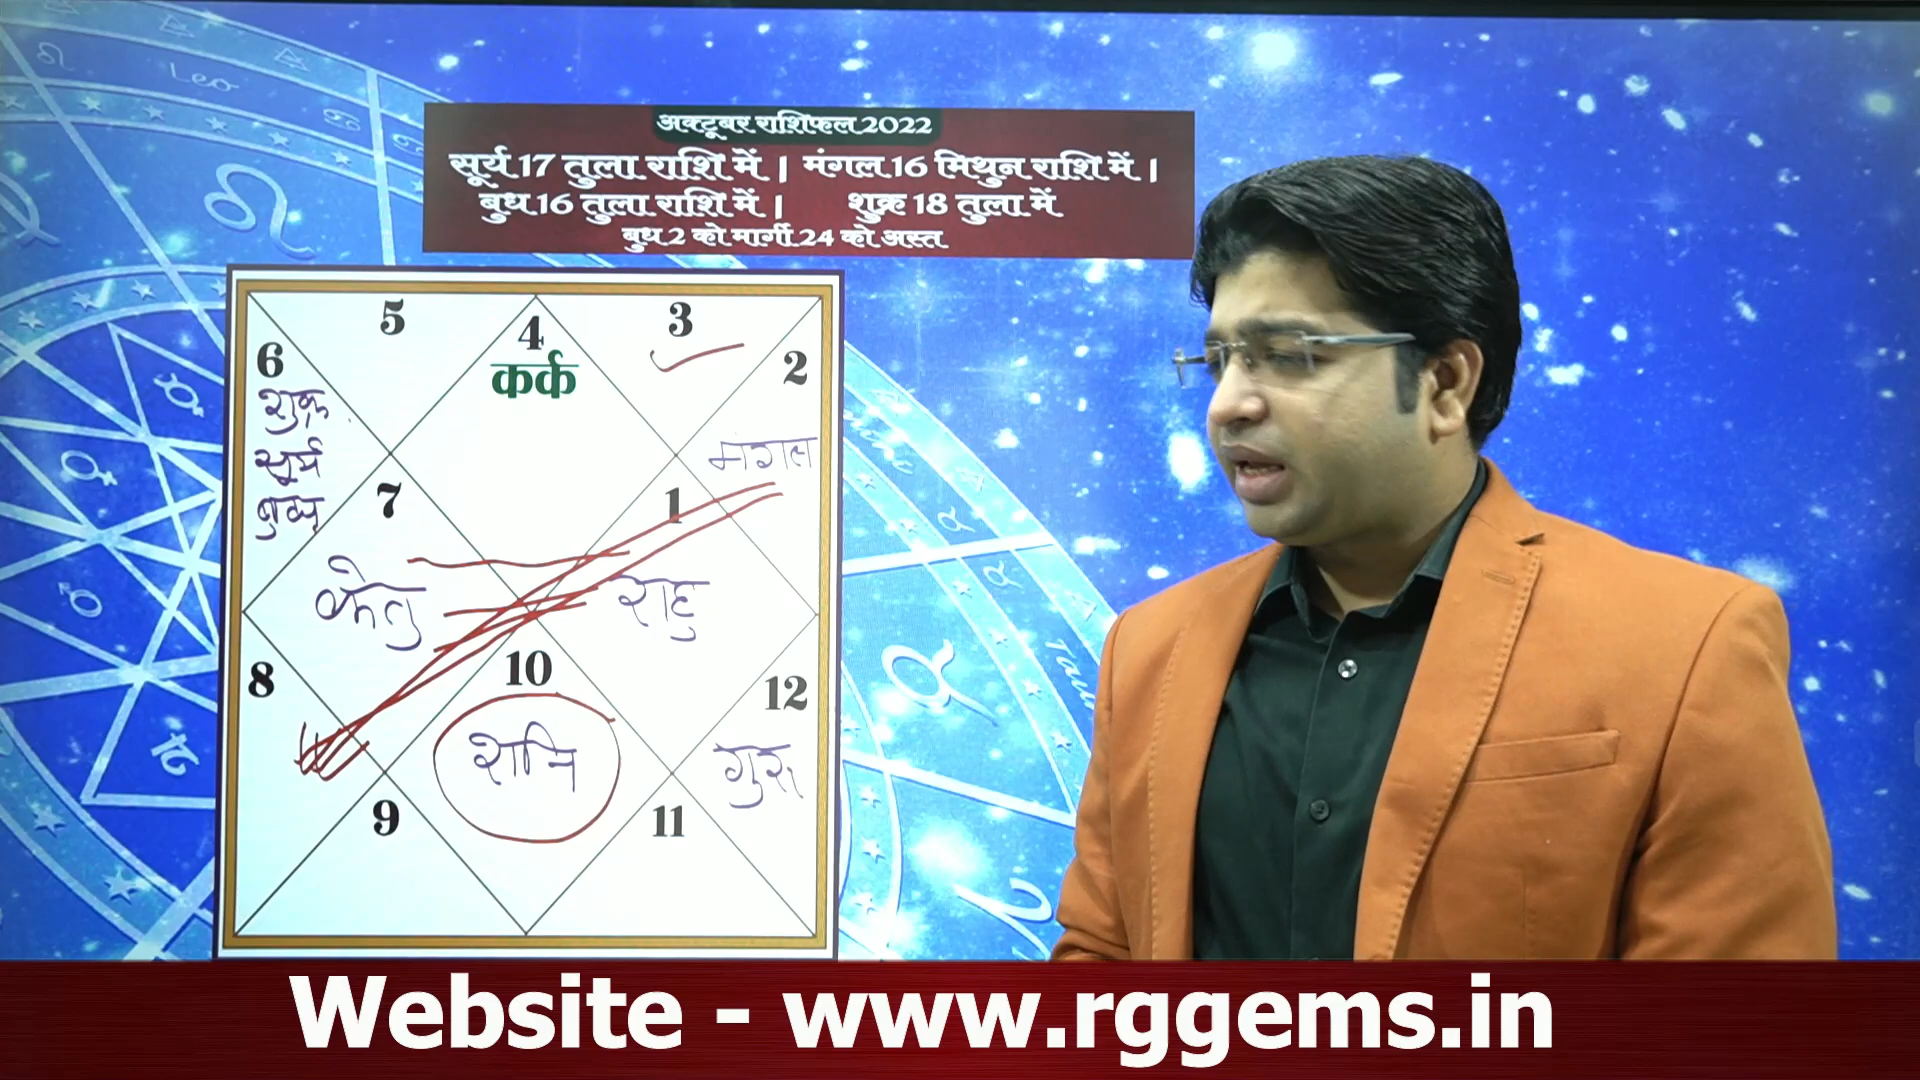 Leo
अक्टूबर राशिफल 2022
सूर्य 17 तुला राशि में | मंगल 16 मिथुन राशि में |
बुध 16 तुला राशि में | शुक्र 18 तुला में
बुध 2 को मार्गी 24 को अस्त
5
4
3
6
कर्क
2
शुक्र
सूर्य
मंगल
बुध
7
1
केतु
राहु
8
10
12
शनि
गुरु
9
11
Website - www.rggems.in